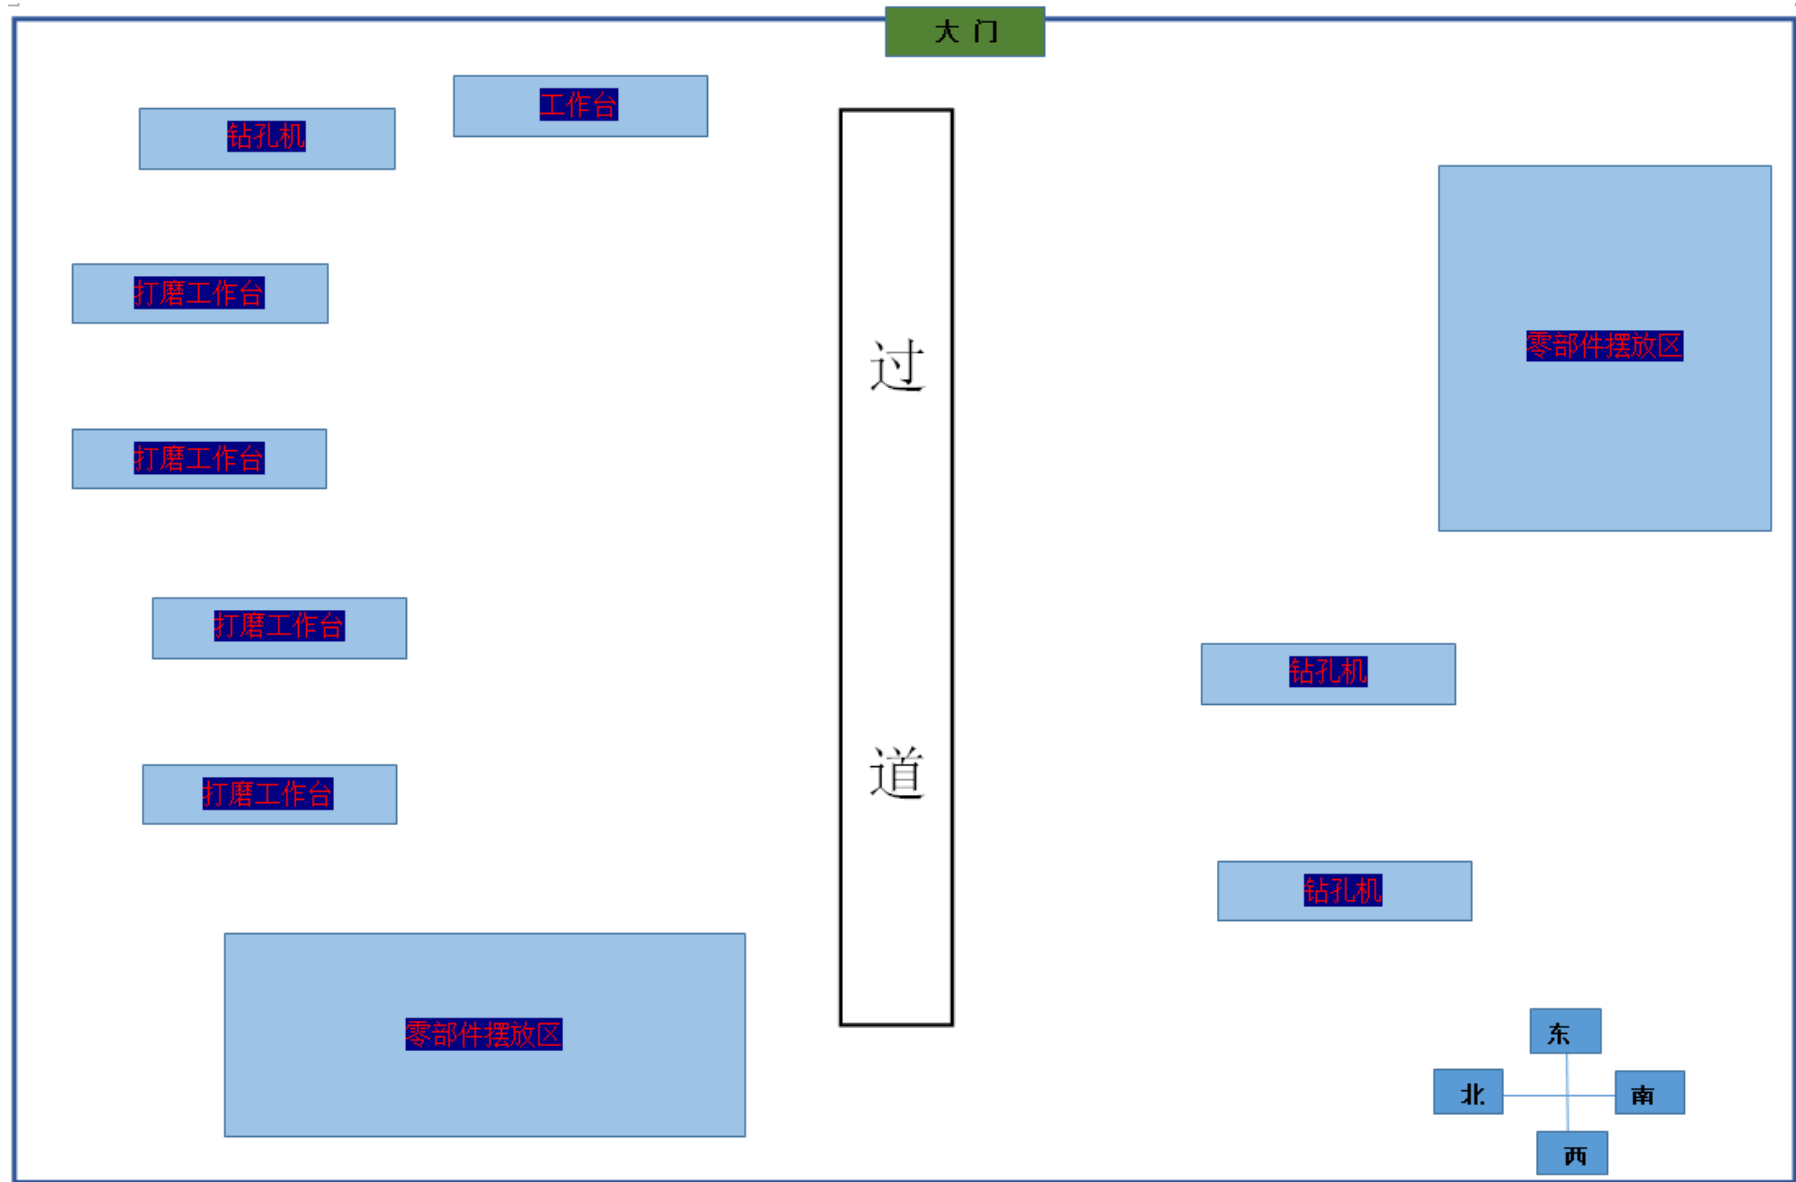 大 门
工作台
钻孔机
打磨工作台
零部件摆放区
过
打磨工作台
打磨工作台
钻孔机
道
打磨工作台
钻孔机
零部件摆放区
东
北
南
西